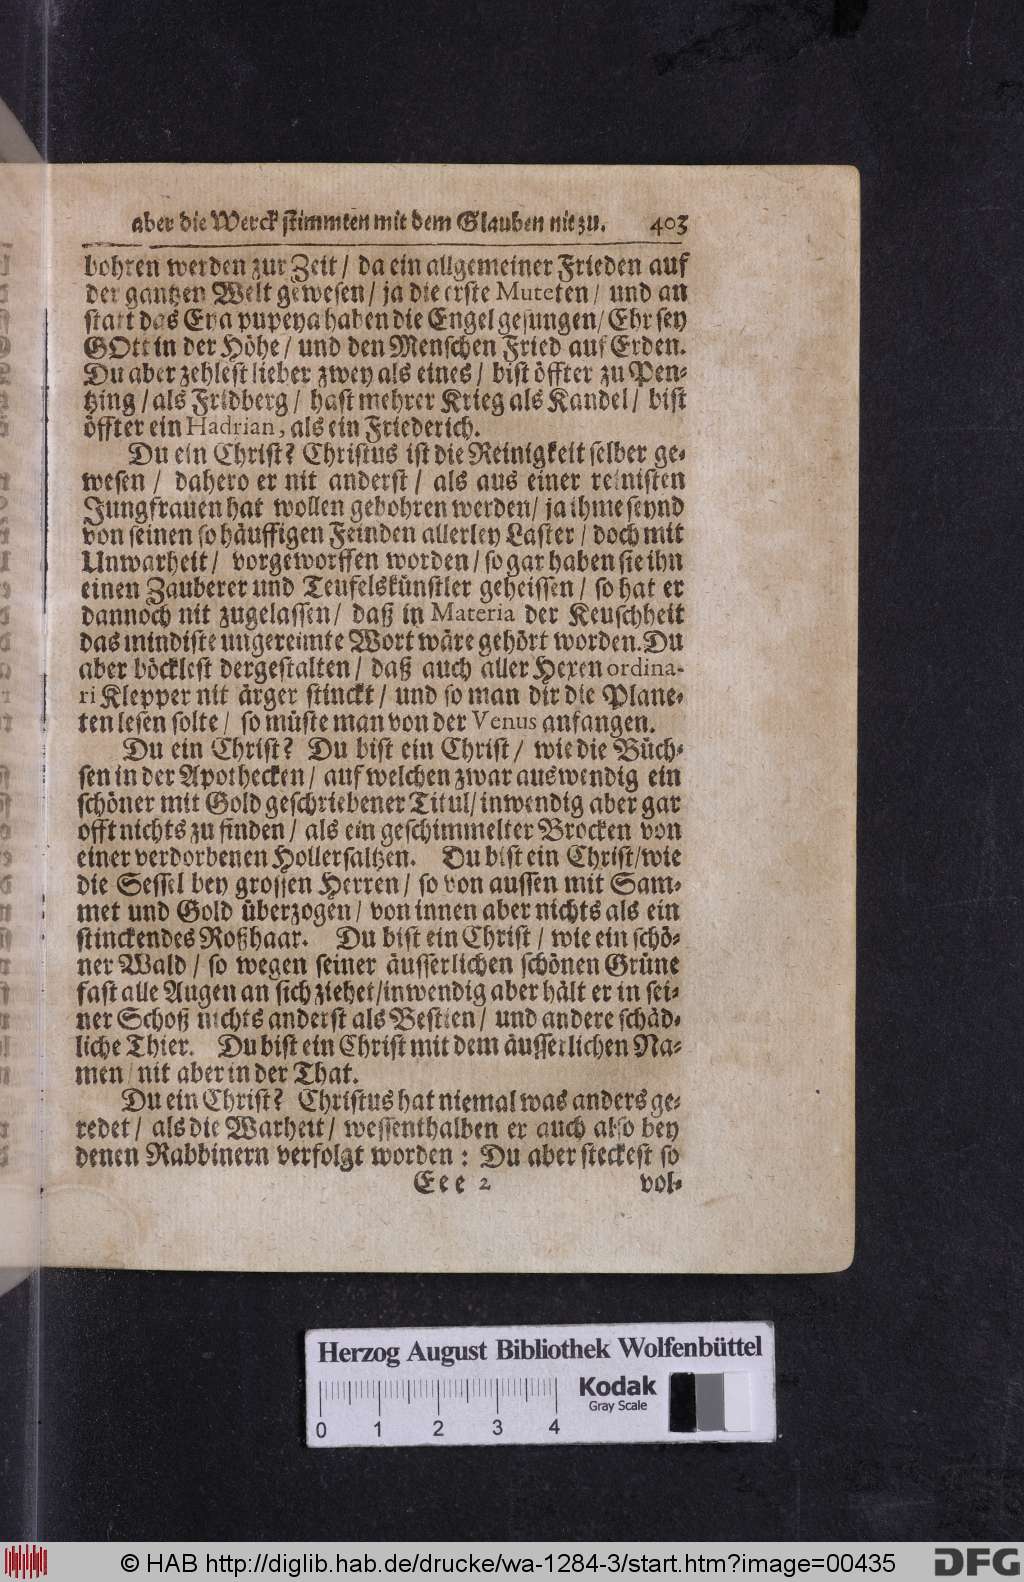 aber die Werck stimmten mit dem Glauben nit zu. 403
bohren werden zur Zeit / da ein allgemeiner Frieden auf
der gantzen Welt gewesen / ja die erste Muteten / und an
statt das Eya pupeya haben die Engel gesungen / Ehr sey
GOtt in der Höhe / und den Menschen Fried auf Erden.
Du aber zehlest lieber zwey als eines / bist öffter zu Pen-
tzing / als Fridberg / hast mehrer Krieg als Kandel / bist
öffter ein Hadrian, als ein Friederich.
Du ein Christ? Christus ist die Reinigkeit selber ge-
wesen / dahero er nit anderst / als aus einer reinisten
Jungfrauen hat wollen gebohren werden / ja ihme seynd
von seinen so häuffigen Feinden allerley Laster / doch mit
Unwarheit / vorgeworffen worden / so gar haben sie ihn
einen Zauberer und Teufelskünstler geheissen / so hat er
dannoch nit zugelassen / daß in Materia der Keuschheit
das mindiste ungereimte Wort wäre gehört worden. Du
aber böcklest dergestalten / daß auch aller Hexen ordina-
ri Klepper nit ärger stinckt / und so man dir die Plane-
ten lesen solte / so müste man von der Venus anfangen.
Du ein Christ? Du bist ein Christ / wie die Büch-
sen in der Apothecken / auf welchen zwar auswendig ein
schöner mit Gold geschriebener Titul / inwendig aber gar
offt nichts zu finden / als ein geschimmelter Brocken von
einer verdorbenen Hollersaltzen. Du bist ein Christ / wie
die Sessel bey grossen Herren / so von aussen mit Sam-
met und Gold überzogen / von innen aber nichts als ein
stinckendes Roßhaar. Du bist ein Christ / wie ein schö-
ner Wald / so wegen seiner äusserlichen schönen Grüne
fast alle Augen an sich ziehet / inwendig aber hält er in sei-
ner Schoß nichts anderst als Bestien / und andere schäd-
liche Thier. Du bist ein Christ mit dem äusserlichen Na-
men / nit aber in der That.
Du ein Christ? Christus hat niemal was anders ge-
redet / als die Warheit / wessenthalben er auch also bey
denen Rabbinern verfolgt worden : Du aber steckest so
Eee 2 vol-
Herzog August Bibliothek Wolfenbüttel
Kodak
Gray Scale
0 1 2 3 4
© HAB http://diglib.hab.de/drucke/wa-1284-3/start.htm?image=00435 DFG